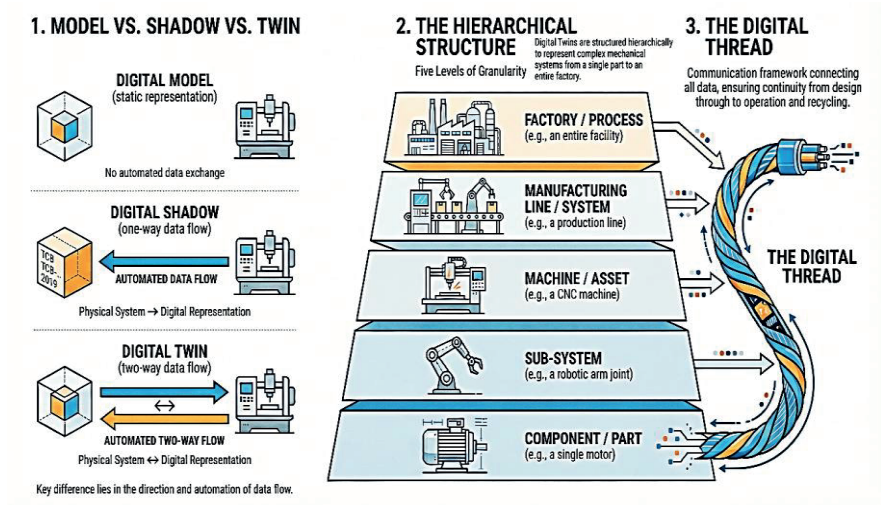 1. MODEL VS. SHADOW VS. TWIN
DIGITAL MODEL
(static representation)
No automated data exchange
DIGITAL SHADOW
(one-way data flow)
TCB
TCB-..
2019
AUTOMATED DATA FLOW
Physical System → Digital Representation
DIGITAL TWIN
(two-way data flow)
↔
AUTOMATED TWO-WAY FLOW
Physical System ↔ Digital Representation
Key difference lies in the direction and automation of data flow.
2. THE HIERARCHICAL
STRUCTURE
Five Levels of Granularity
Digital Twins are structured hierarchically
to represent complex mechanical
systems from a single part to an
entire factory.
FACTORY / PROCESS
(e.g., an entire facility)
MANUFACTURING
LINE / SYSTEM
(e.g., a production line)
MACHINE / ASSET
(e.g., a CNC machine)
SUB-SYSTEM
(e.g., a robotic arm joint)
COMPONENT / PART
(e.g., a single motor)
3. THE DIGITAL
THREAD
Communication framework connecting
all data, ensuring continuity from design
through to operation and recycling.
THE DIGITAL
THREAD